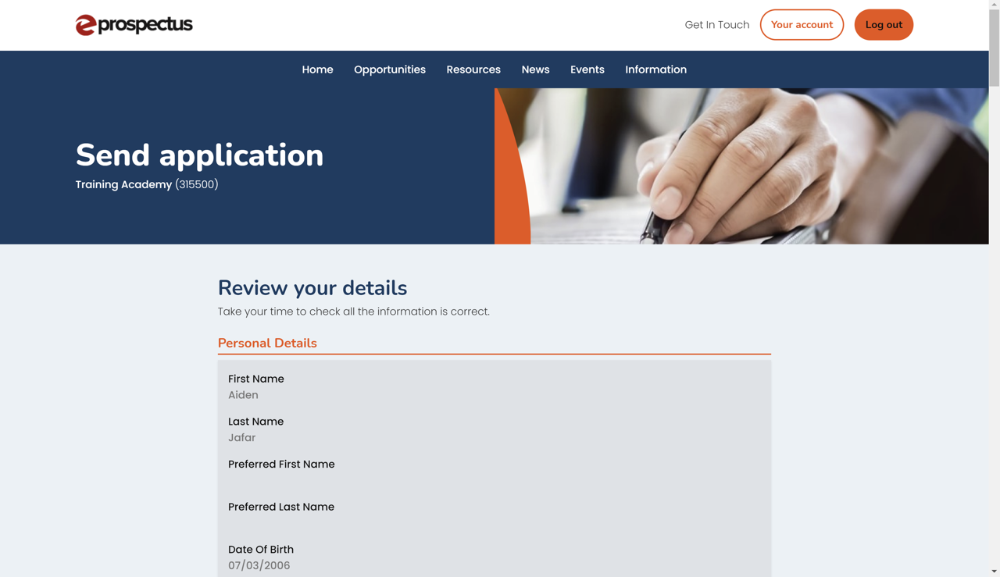 eprospectus
Get In Touch
Your account
Log out
Home
Opportunities
Resources
News
Events
Information
Send application
Training Academy (315500)
Review your details
Take your time to check all the information is correct.
Personal Details
First Name
Aiden
Last Name
Jafar
Preferred First Name
Preferred Last Name
Date Of Birth
07/03/2006